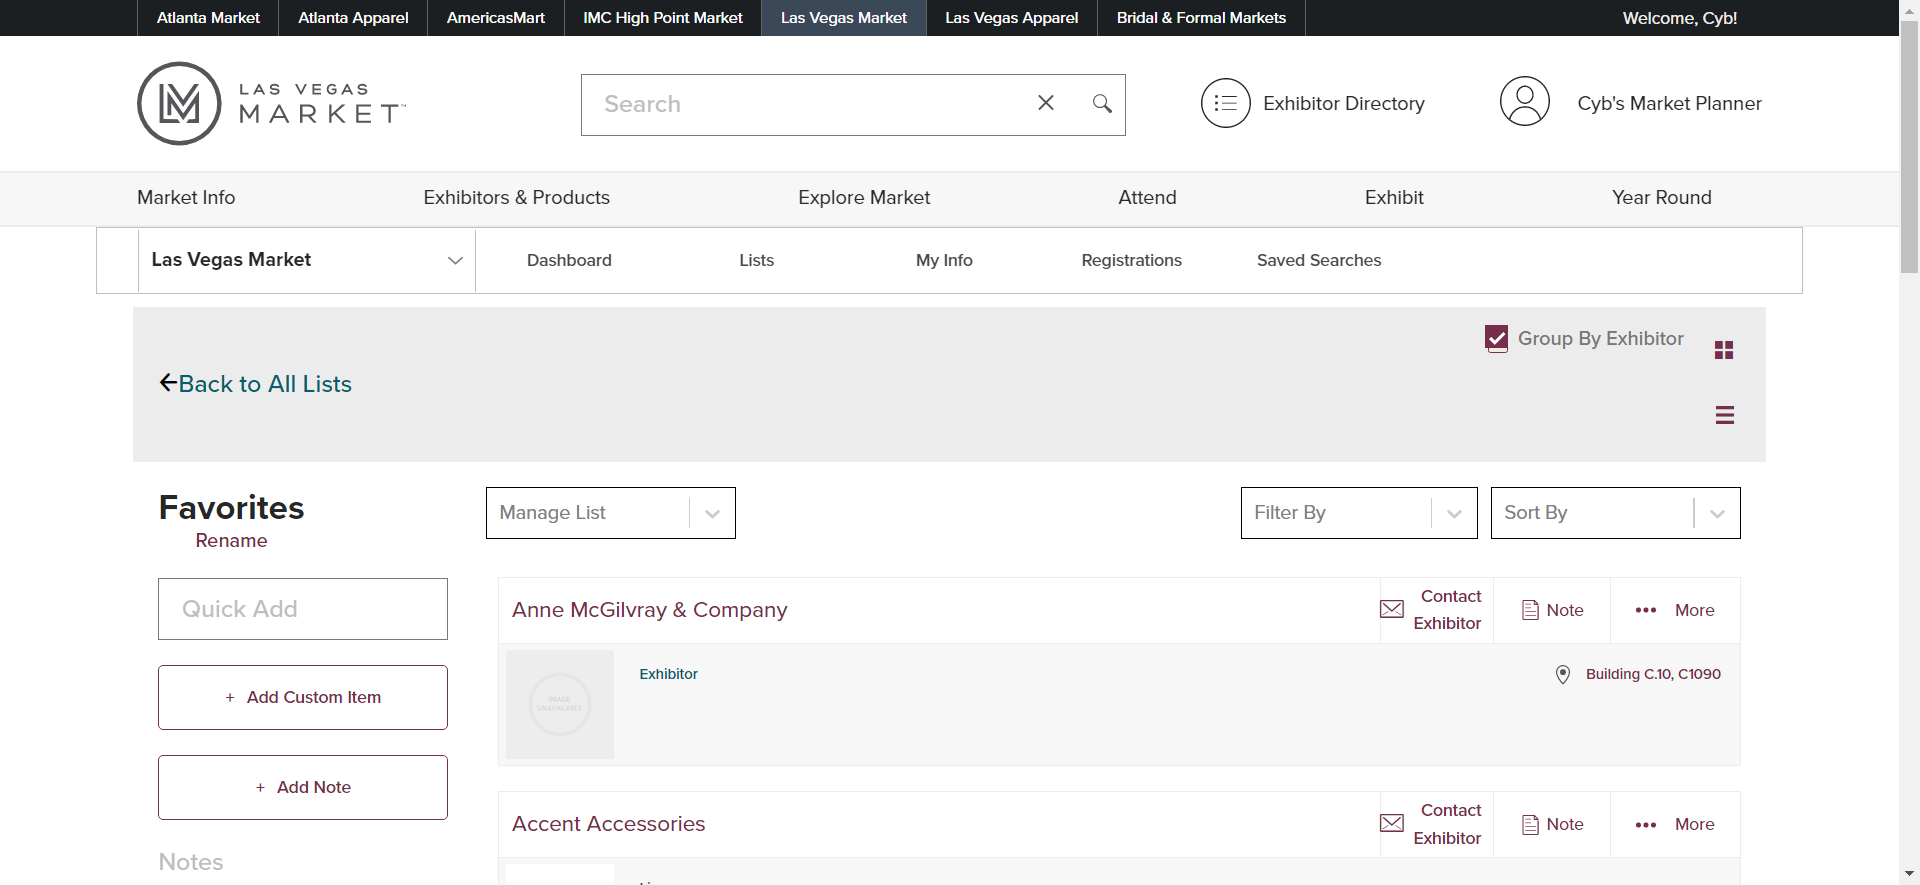 Atlanta Market
Atlanta Apparel
AmericasMart
IMC High Point Market
Las Vegas Market
Las Vegas Apparel
Bridal & Formal Markets
Welcome, Cyb!
LAS VEGAS
MARKET™
Search
Exhibitor Directory
Cyb's Market Planner
Market Info
Exhibitors & Products
Explore Market
Attend
Exhibit
Year Round
Las Vegas Market
Dashboard
Lists
My Info
Registrations
Saved Searches
Group By Exhibitor
Back to All Lists
Favorites
Rename
Manage List
Filter By
Sort By
Quick Add
+ Add Custom Item
+ Add Note
Notes
Anne McGilvray & Company
Contact
Exhibitor
Note
More
IMAGE
UNAVAILABLE
Exhibitor
Building C.10, C1090
Accent Accessories
Contact
Exhibitor
Note
More